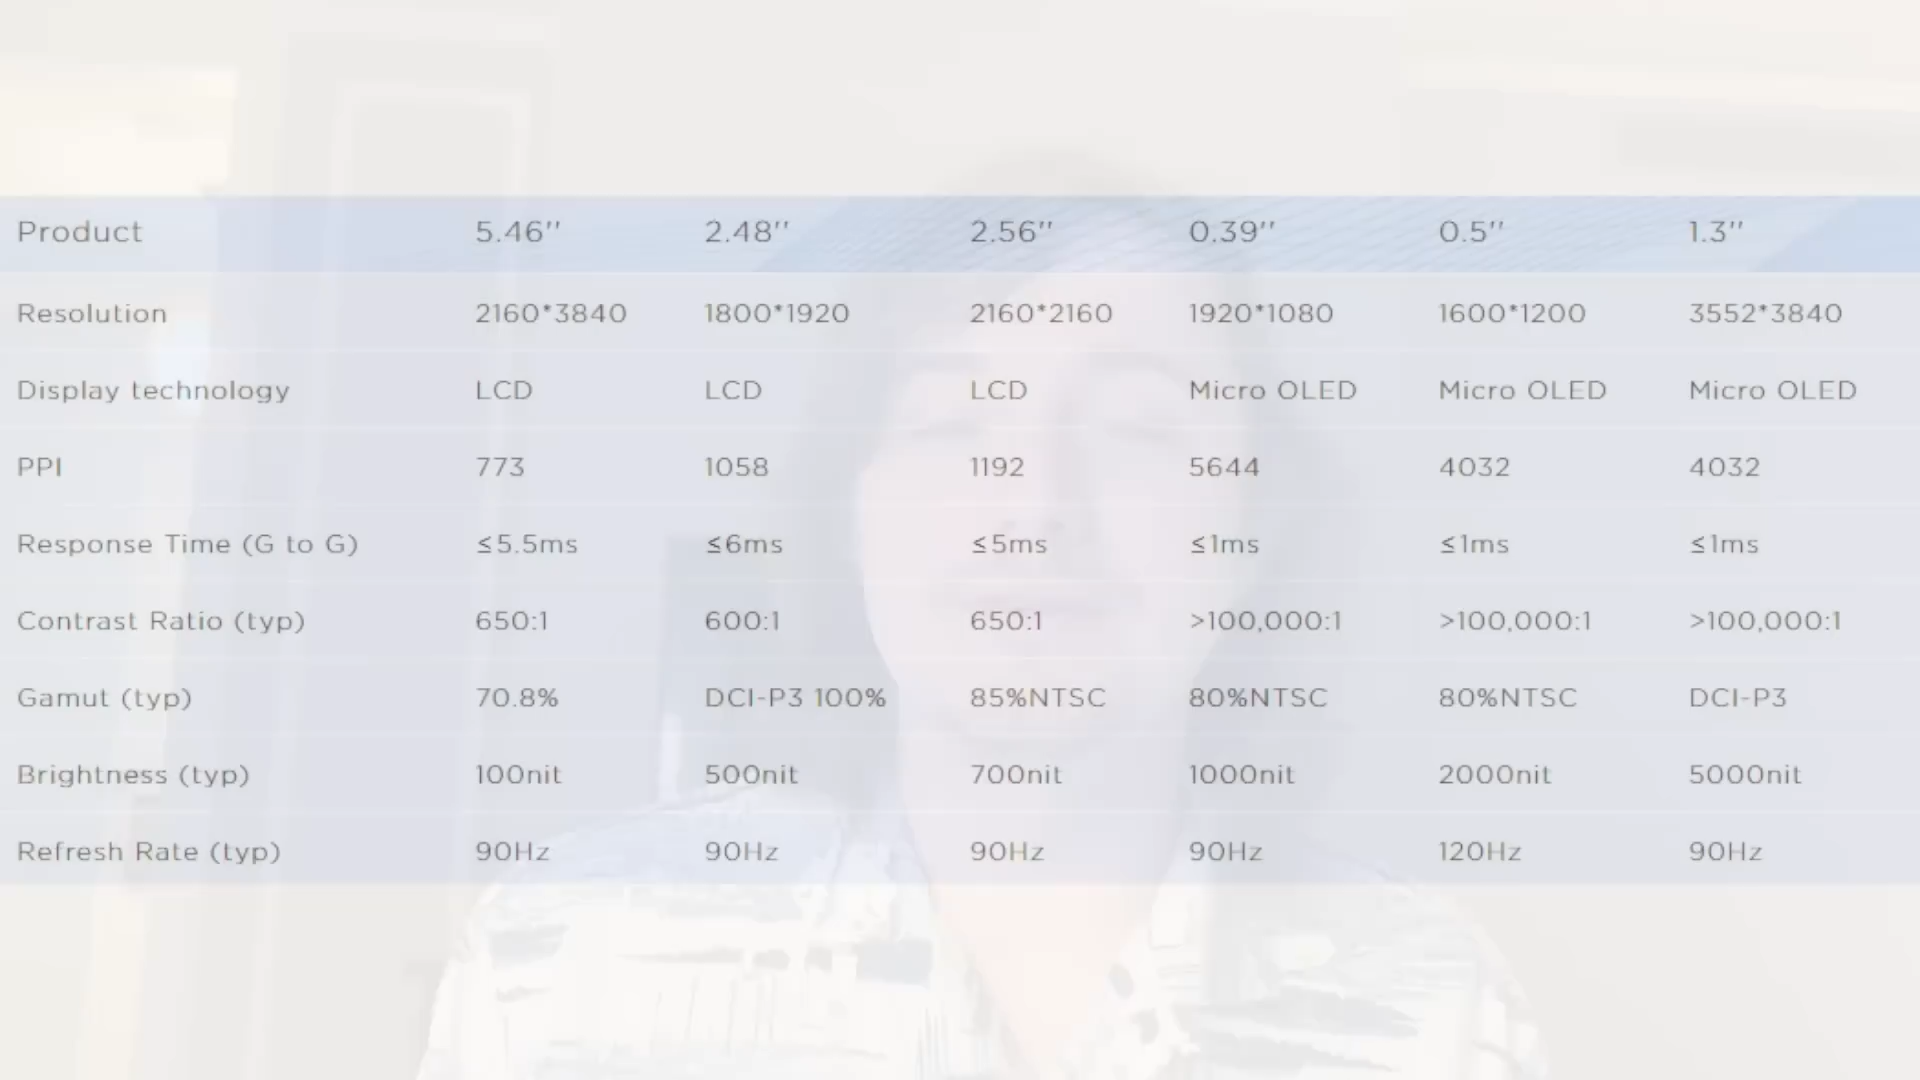 Product 5.46'' 2.48'' 2.56'' 0.39'' 0.5'' 1.3''
Resolution 2160*3840 1800*1920 2160*2160 1920*1080 1600*1200 3552*3840
Display technology LCD LCD LCD Micro OLED Micro OLED Micro OLED
PPI 773 1058 1192 5644 4032 4032
Response Time (G to G) ≤5.5ms ≤6ms ≤5ms ≤1ms ≤1ms ≤1ms
Contrast Ratio (typ) 650:1 600:1 650:1 >100,000:1 >100,000:1 >100,000:1
Gamut (typ) 70.8% DCI-P3 100% 85%NTSC 80%NTSC 80%NTSC DCI-P3
Brightness (typ) 100nit 500nit 700nit 1000nit 2000nit 5000nit
Refresh Rate (typ) 90Hz 90Hz 90Hz 90Hz 120Hz 90Hz